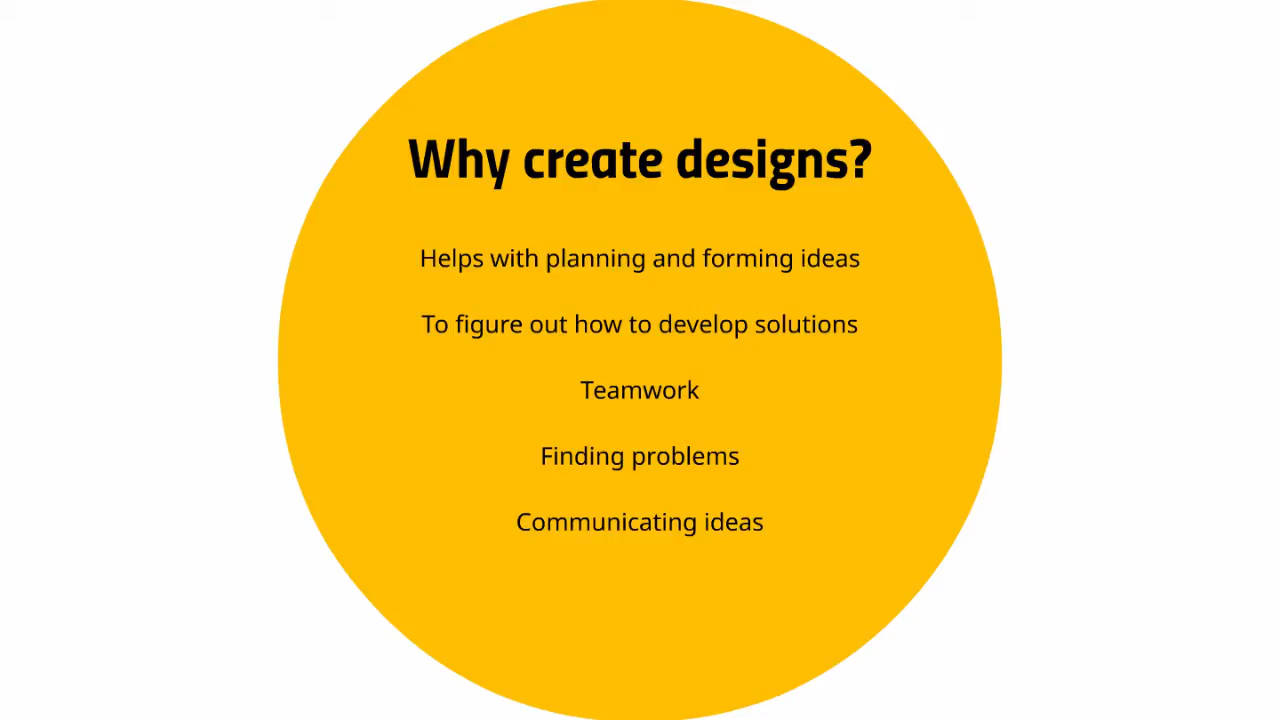 Why create designs?
Helps with planning and forming ideas
To figure out how to develop solutions
Teamwork
Finding problems
Communicating ideas